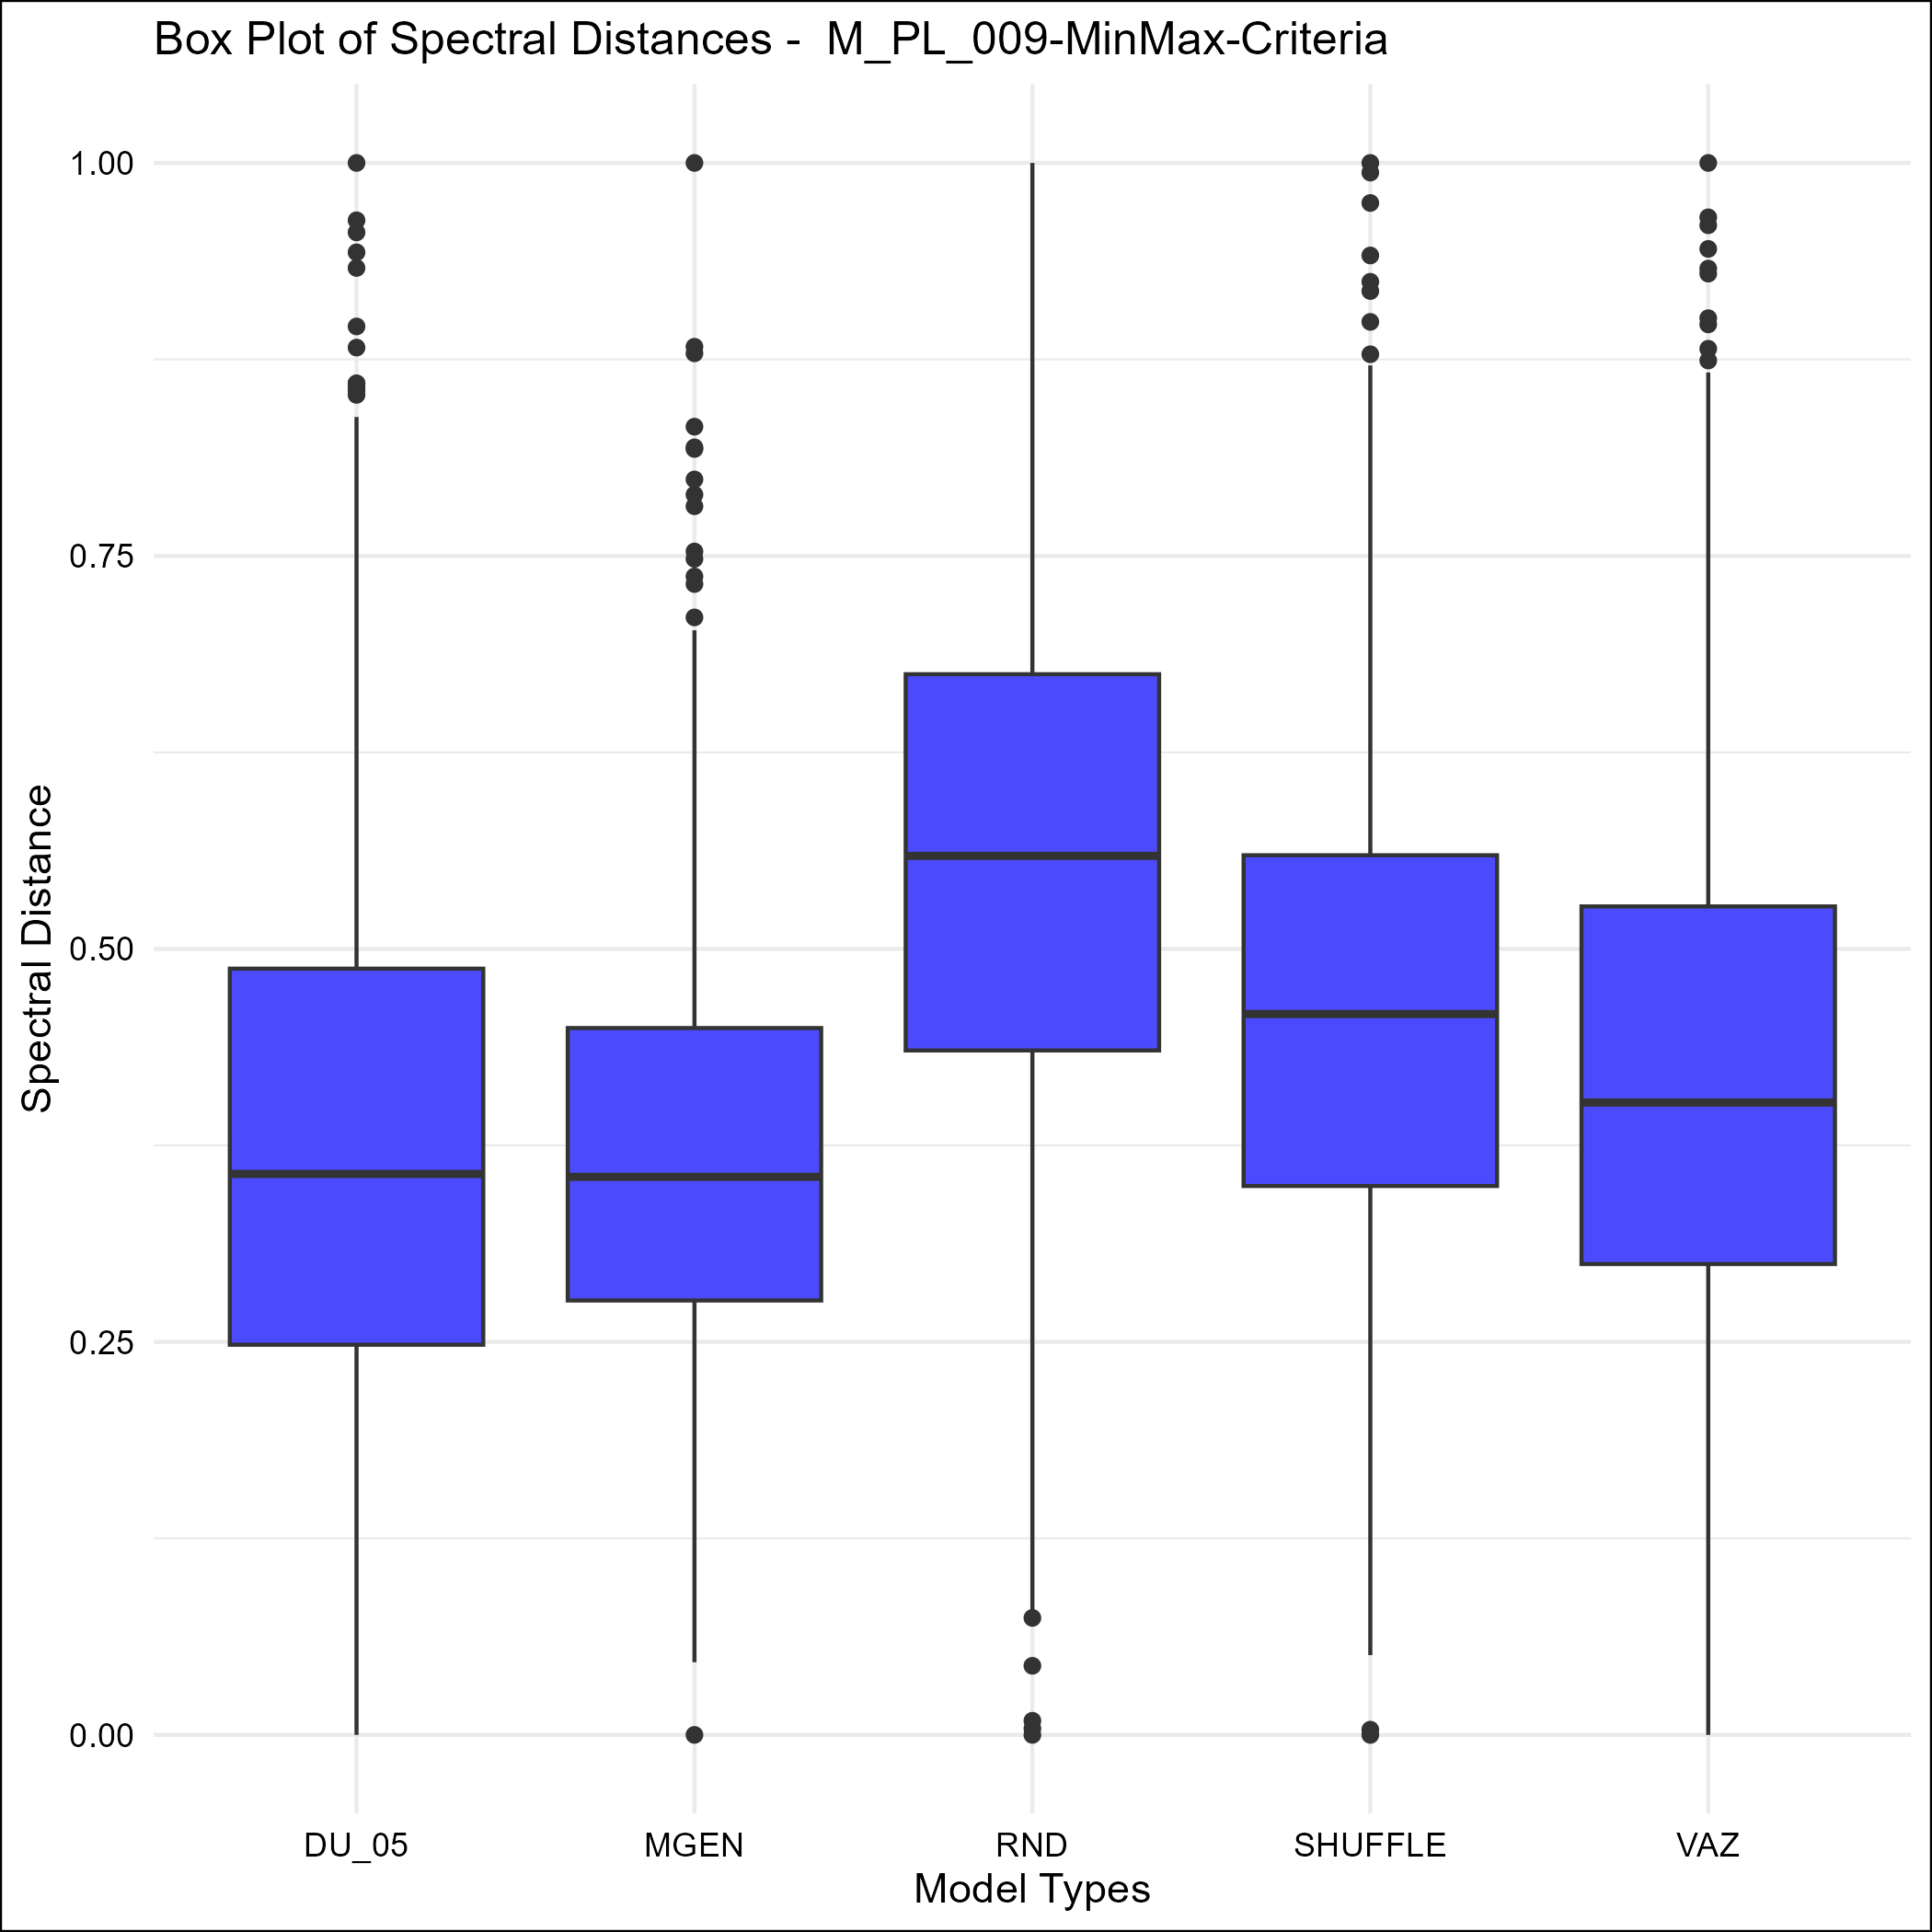 Box Plot of Spectral Distances -  M_PL_009-MinMax-Criteria
Spectral Distance
1.00
0.75
0.50
0.25
0.00
DU_05 MGEN RND SHUFFLE VAZ
Model Types